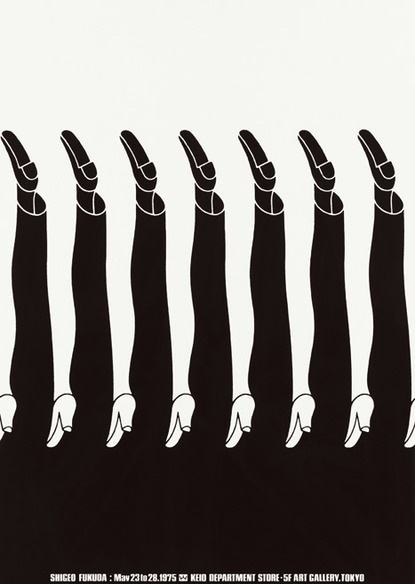 SHIGEO FUKUDA : May 23 to 28.1975 KEIO DEPARTMENT STORE·5F ART GALLERY.TOKYO